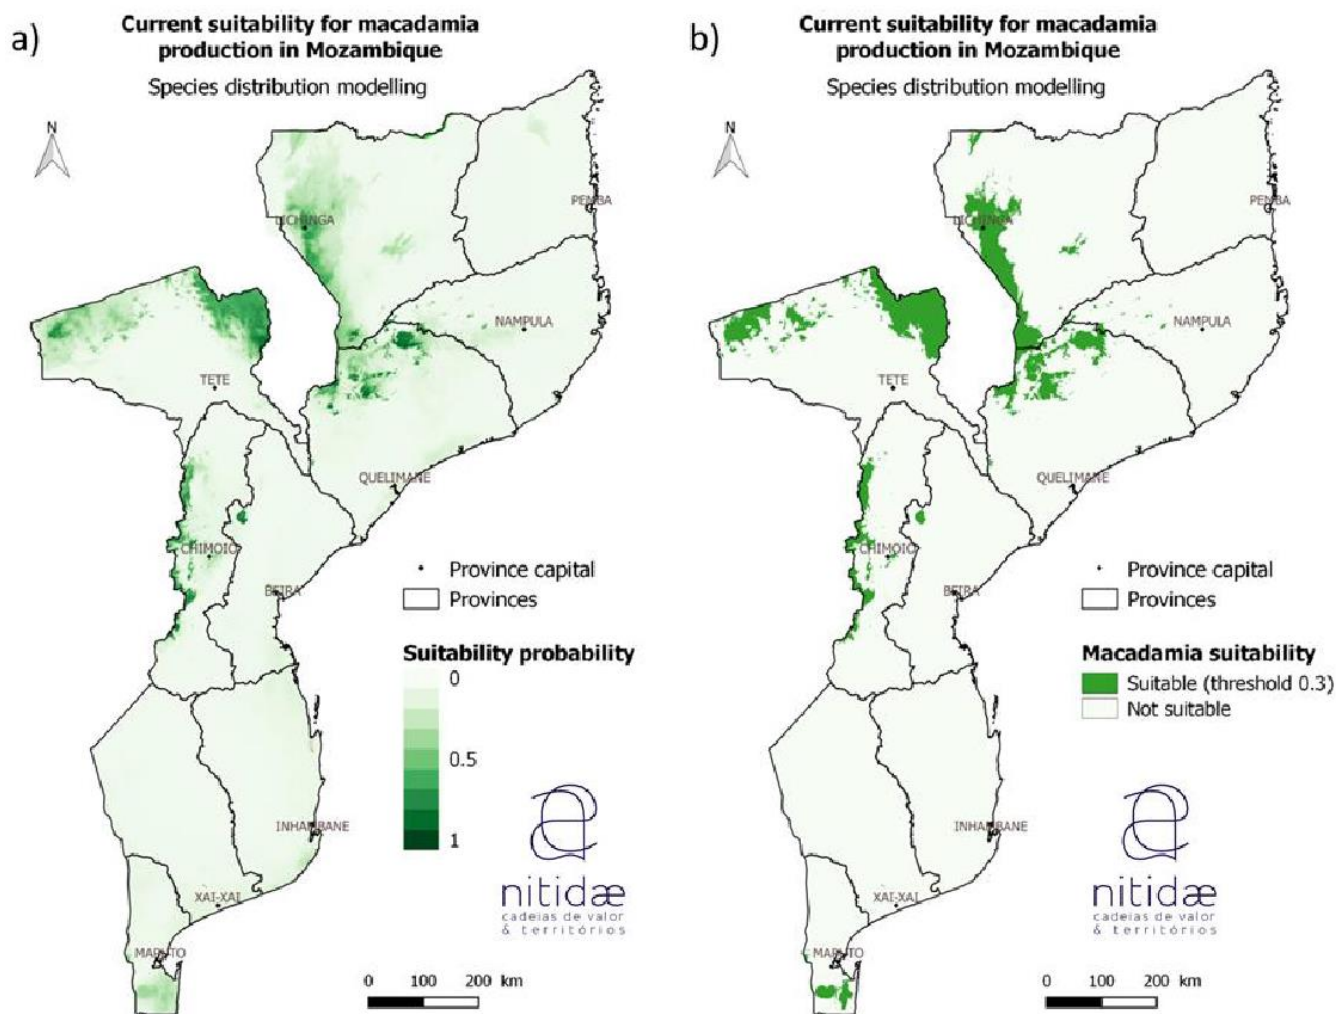 a)
Current suitability for macadamia
production in Mozambique
Species distribution modelling
N
PEMBA
LICHINGA
NAMPULA
TETE
QUELIMANE
CHIMOIO
BEIRA
Province capital
Provinces
Suitability probability
0
0.5
1
INHAMBANE
XAI-XAI
MAPUTO
nitidæ
cadeias de valor
& territórios
0 100 200 km
b)
Current suitability for macadamia
production in Mozambique
Species distribution modelling
N
PEMBA
LICHINGA
NAMPULA
TETE
QUELIMANE
CHIMOIO
BEIRA
Province capital
Provinces
Macadamia suitability
Suitable (threshold 0.3)
Not suitable
INHAMBANE
XAI-XAI
MAPUTO
nitidæ
cadeias de valor
& territórios
0 100 200 km